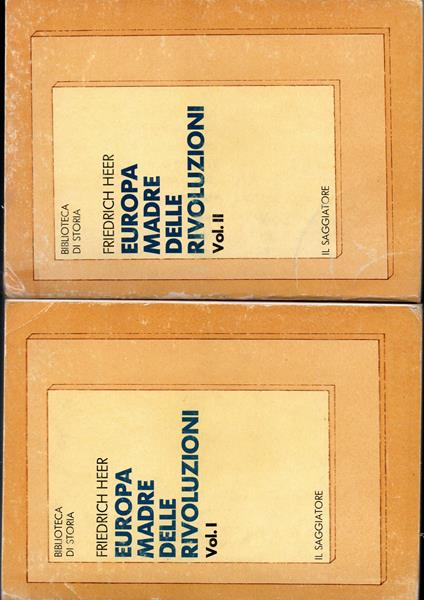 BIBLIOTECA
DI STORIA
FRIEDRICH HEER
EUROPA
MADRE
DELLE
RIVOLUZIONI
Vol. II
IL SAGGIATORE
BIBLIOTECA
DI STORIA
FRIEDRICH HEER
EUROPA
MADRE
DELLE
RIVOLUZIONI
Vol. I
IL SAGGIATORE